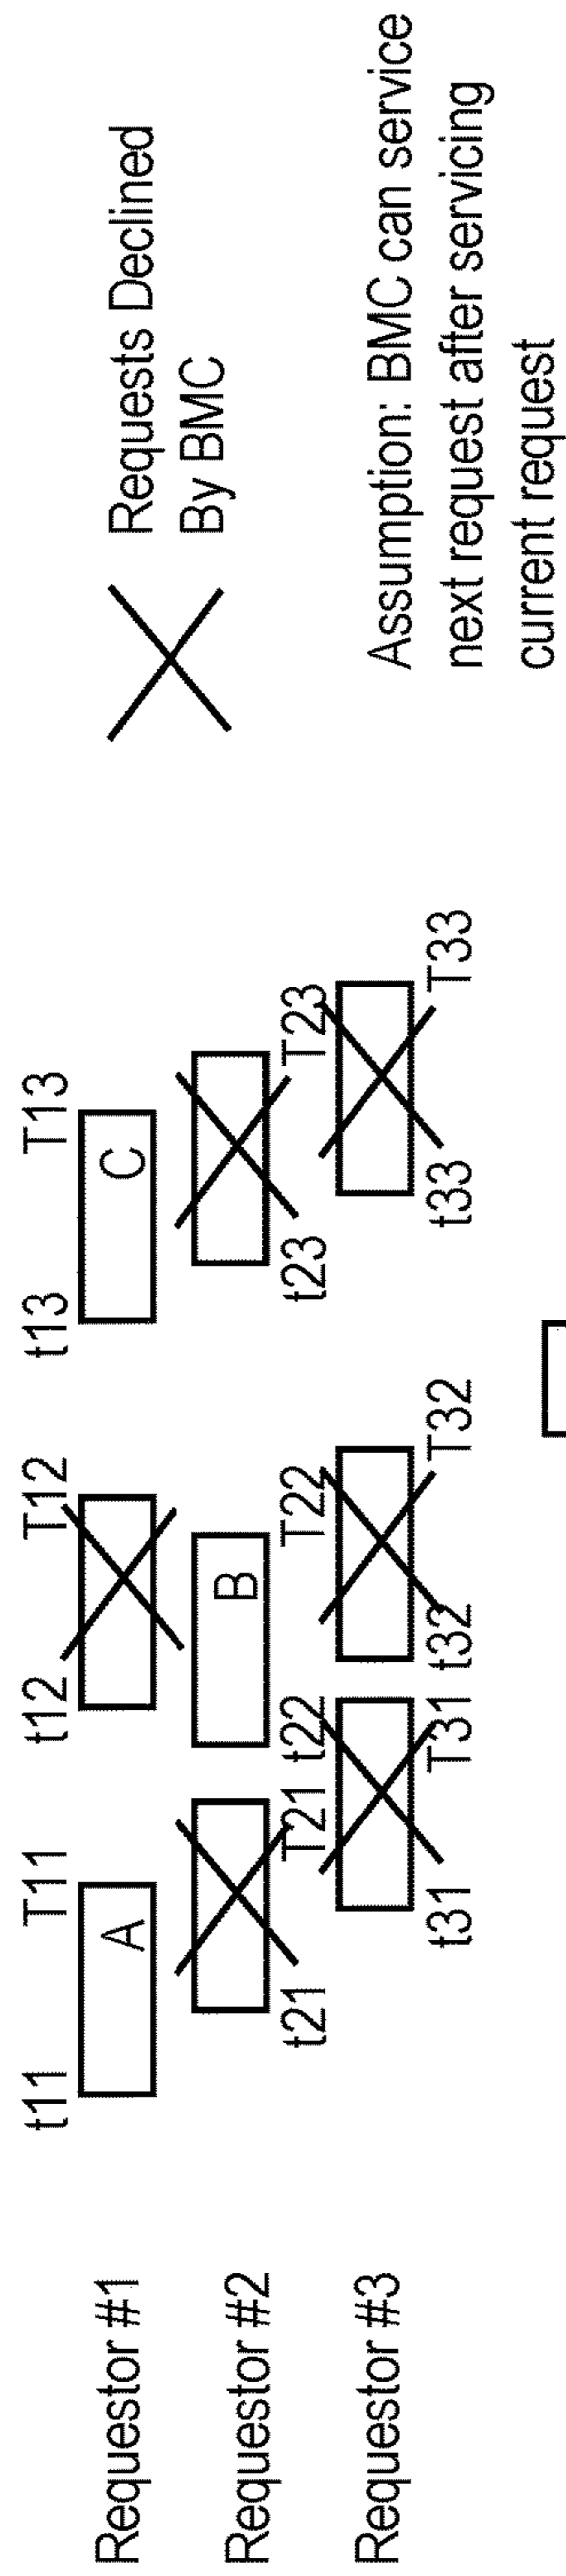 t11 T11 t12 T12 t13 T13
Requestor #1 A C
Requests Declined
By BMC
Requestor #2 B
t21 T21 t22 T22 t23 T23
Requestor #3
t31 T31 t32 T32 t33 T33
Assumption: BMC can service
next request after servicing
current request